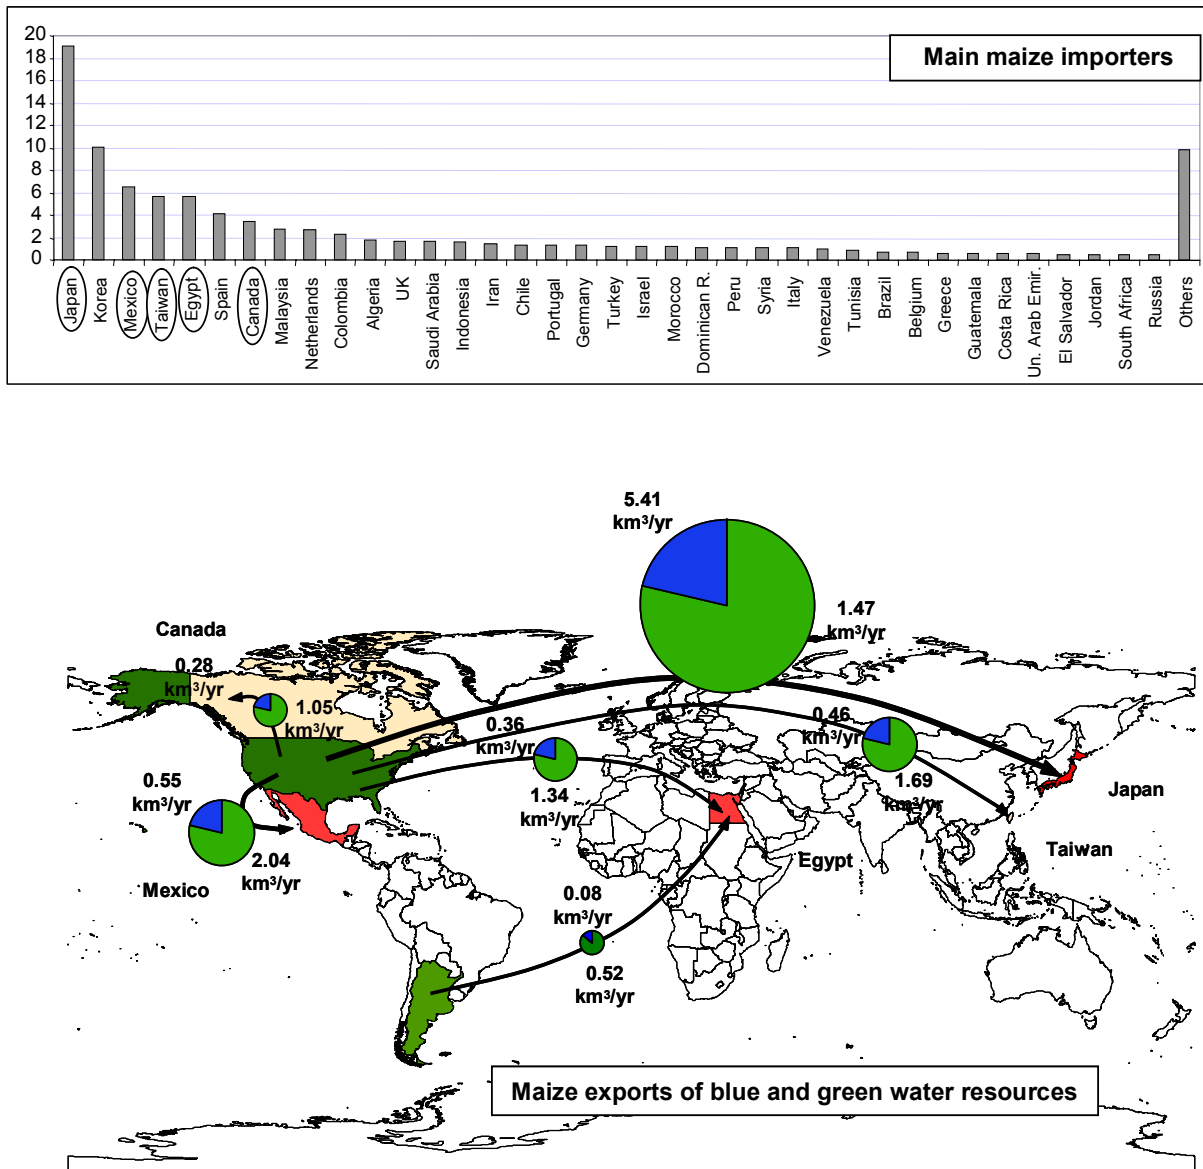 20
18
16
14
12
10
8
6
4
2
0
Main maize importers
Japan
Korea
Mexico
Taiwan
Egypt
Spain
Canada
Malaysia
Netherlands
Colombia
Algeria
UK
Saudi Arabia
Indonesia
Iran
Chile
Portugal
Germany
Turkey
Israel
Morocco
Dominican R.
Peru
Syria
Italy
Venezuela
Tunisia
Brazil
Belgium
Greece
Guatemala
Costa Rica
Un. Arab Emir.
El Salvador
Jordan
South Africa
Russia
Others
5.41
km³/yr
1.47
km³/yr
Canada
0.28
km³/yr
1.05
km³/yr
0.36
km³/yr
0.46
km³/yr
0.55
km³/yr
1.34
km³/yr
1.69
km³/yr
Japan
2.04
km³/yr
Mexico
Egypt
Taiwan
0.08
km³/yr
0.52
km³/yr
Maize exports of blue and green water resources